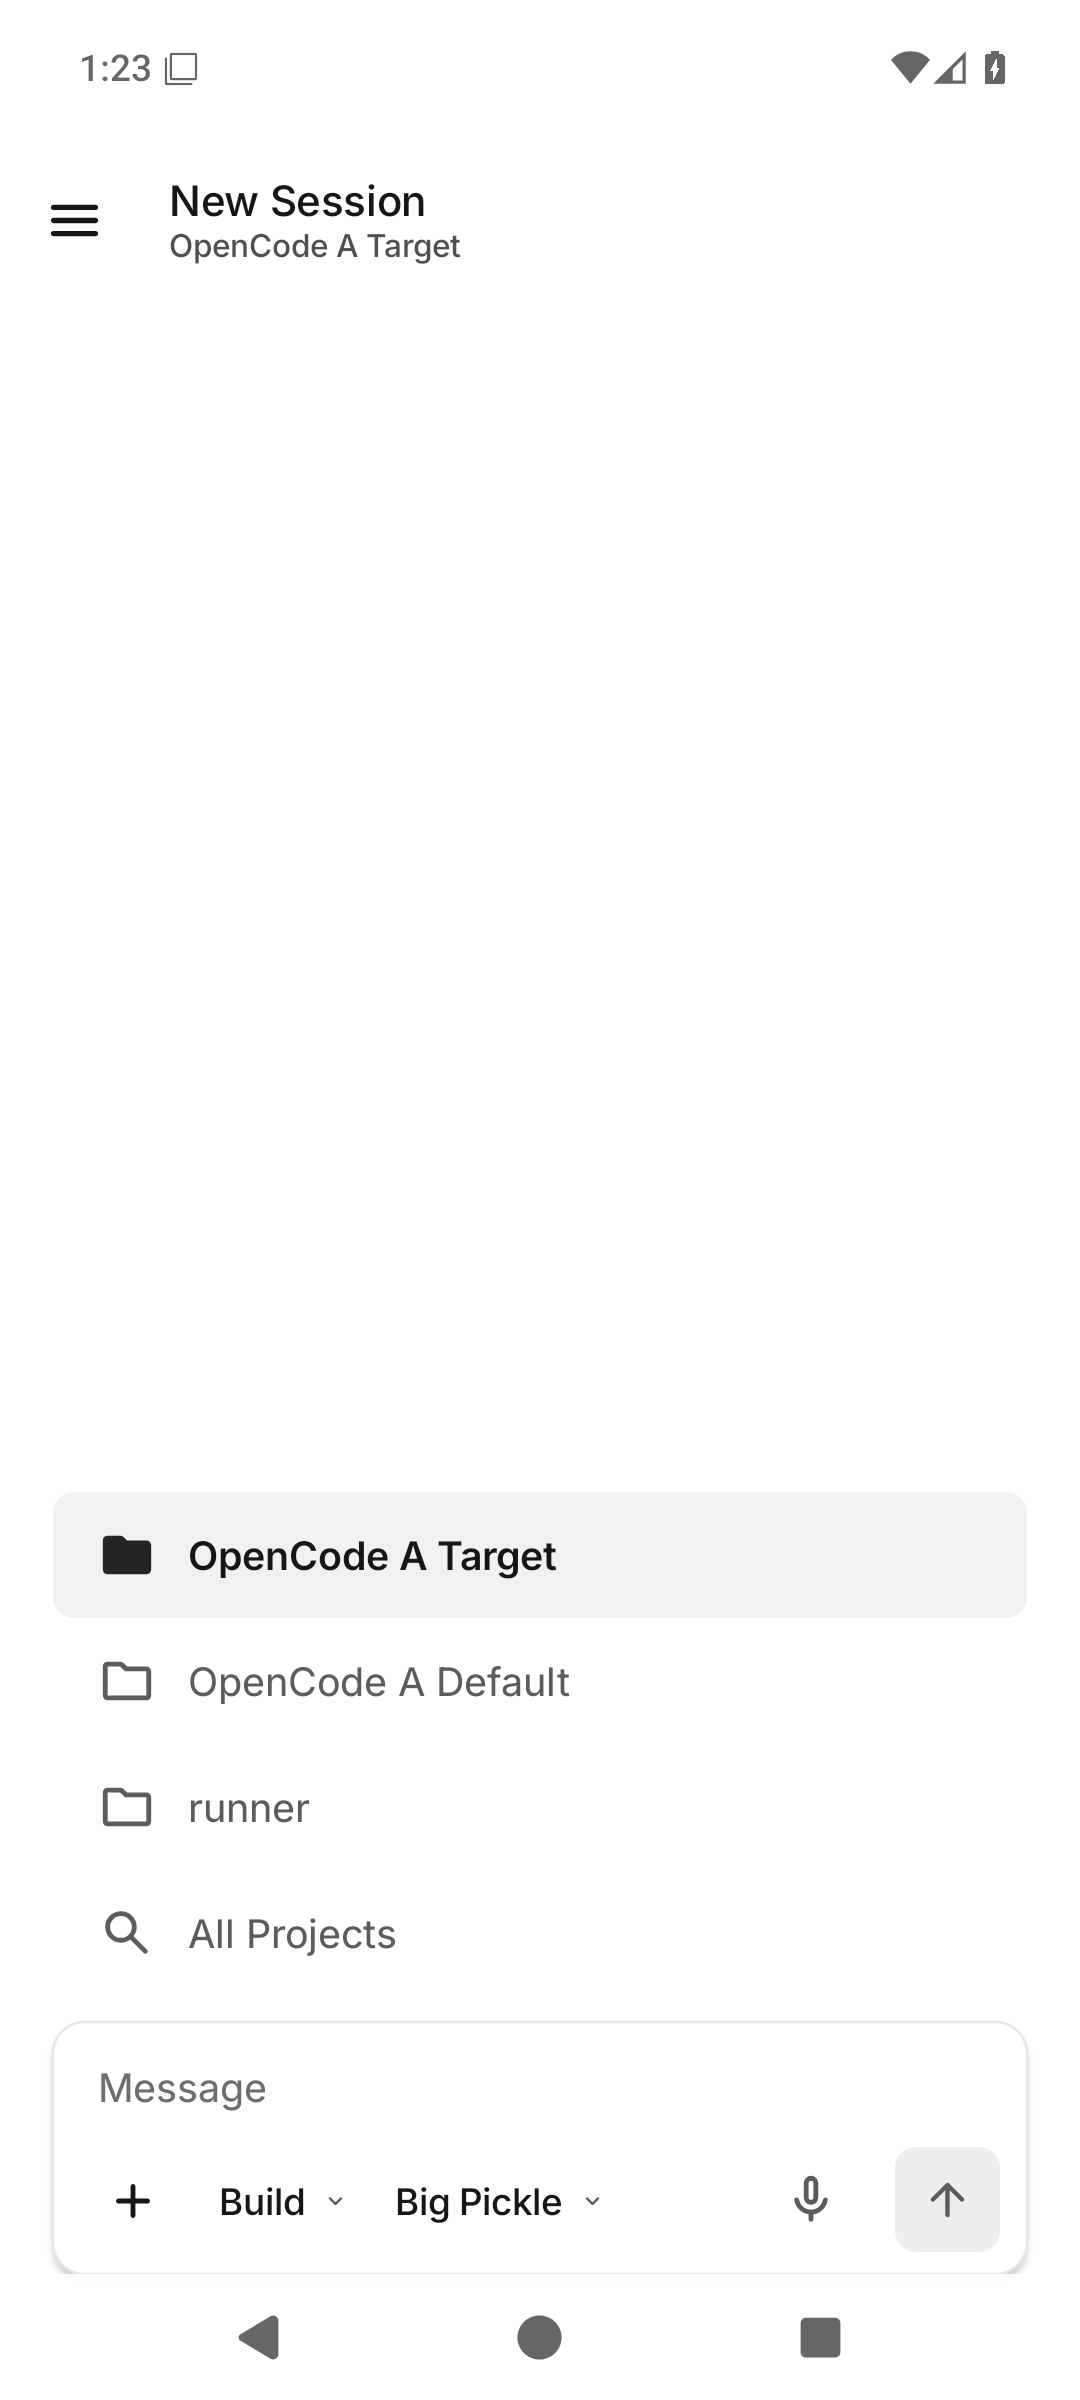 1:23
New Session
OpenCode A Target
OpenCode A Target
OpenCode A Default
runner
All Projects
Message
Build
Big Pickle